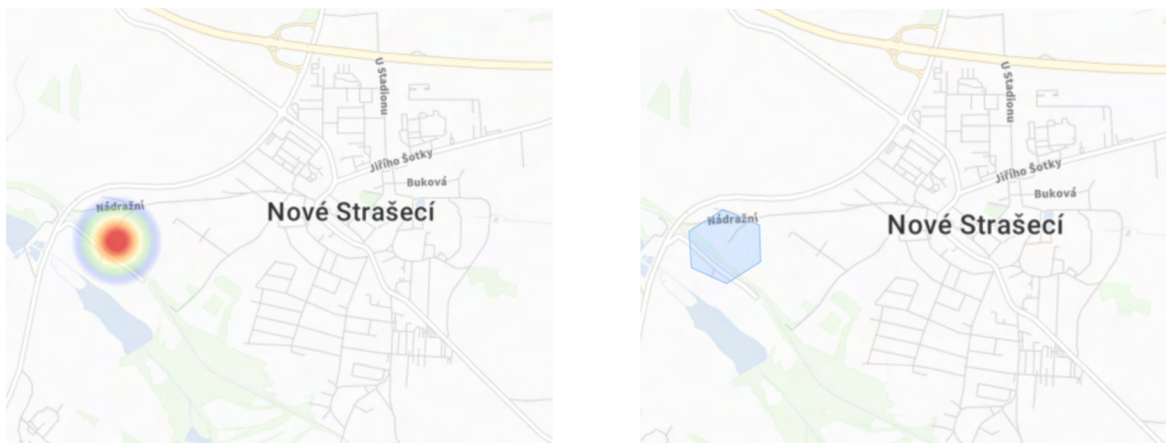 U Stadionu
Jiřího Šotky
Buková
Nádražní
Nové Strašecí
U Stadionu
Jiřího Šotky
Buková
Nádražní
Nové Strašecí